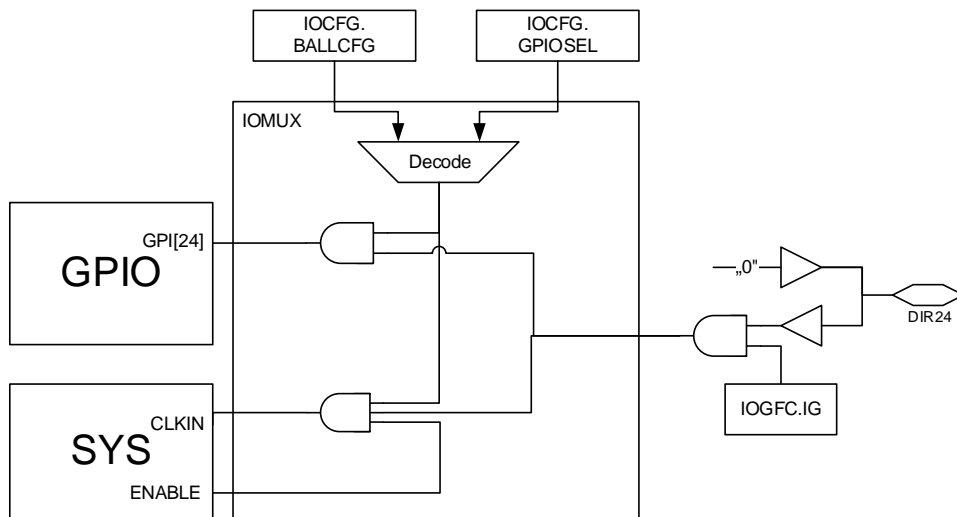 IOCFG.
BALLCFG
IOCFG.
GPIOSEL
IOMUX
Decode
GPI[24]
GPIO
„0"
DIR24
IOGFC.IG
CLKIN
SYS
ENABLE